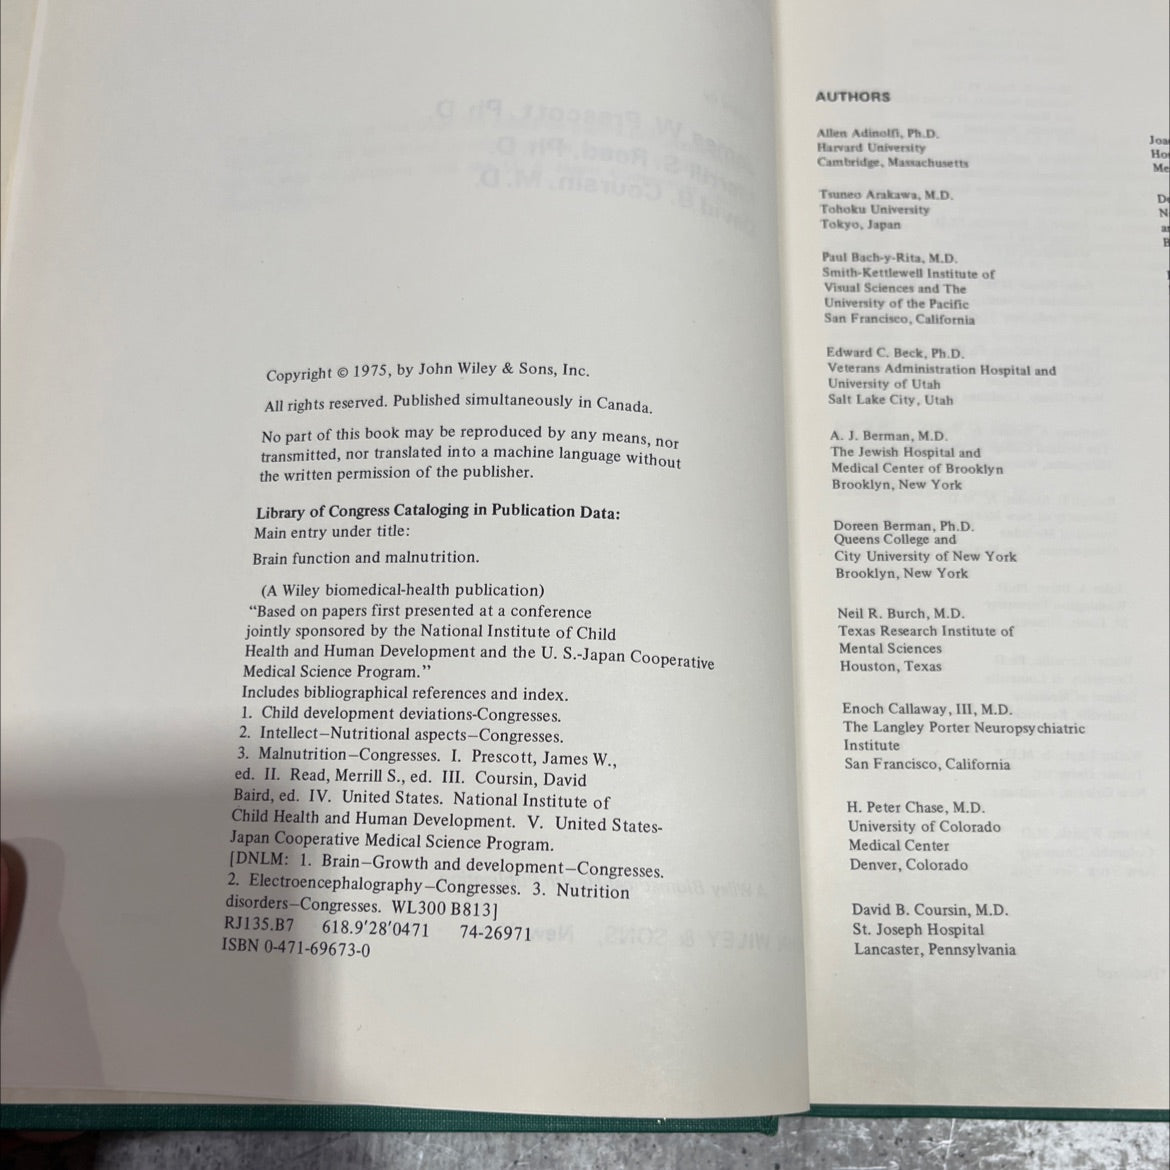 Copyright © 1975, by John Wiley & Sons, Inc.
All rights reserved. Published simultaneously in Canada.
No part of this book may be reproduced by any means, nor
transmitted, nor translated into a machine language without
the written permission of the publisher.
Library of Congress Cataloging in Publication Data:
Main entry under title:
Brain function and malnutrition.
(A Wiley biomedical-health publication)
“Based on papers first presented at a conference
jointly sponsored by the National Institute of Child
Health and Human Development and the U. S.-Japan Cooperative
Medical Science Program.”
Includes bibliographical references and index.
1. Child development deviations-Congresses.
2. Intellect—Nutritional aspects—Congresses.
3. Malnutrition—Congresses. I. Prescott, James W.,
ed. II. Read, Merrill S., ed. III. Coursin, David
Baird, ed. IV. United States. National Institute of
Child Health and Human Development. V. United States-
Japan Cooperative Medical Science Program.
[DNLM: 1. Brain—Growth and development—Congresses.
2. Electroencephalography—Congresses. 3. Nutrition
disorders—Congresses. WL300 B813]
RJ135.B7 618.9′28′0471 74-26971
ISBN 0-471-69673-0
AUTHORS
Allen Adinolfi, Ph.D.
Harvard University
Cambridge, Massachusetts
Tsuneo Arakawa, M.D.
Tohoku University
Tokyo, Japan
Paul Bach-y-Rita, M.D.
Smith-Kettlewell Institute of
Visual Sciences and The
University of the Pacific
San Francisco, California
Edward C. Beck, Ph.D.
Veterans Administration Hospital and
University of Utah
Salt Lake City, Utah
A. J. Berman, M.D.
The Jewish Hospital and
Medical Center of Brooklyn
Brooklyn, New York
Doreen Berman, Ph.D.
Queens College and
City University of New York
Brooklyn, New York
Neil R. Burch, M.D.
Texas Research Institute of
Mental Sciences
Houston, Texas
Enoch Callaway, III, M.D.
The Langley Porter Neuropsychiatric
Institute
San Francisco, California
H. Peter Chase, M.D.
University of Colorado
Medical Center
Denver, Colorado
David B. Coursin, M.D.
St. Joseph Hospital
Lancaster, Pennsylvania